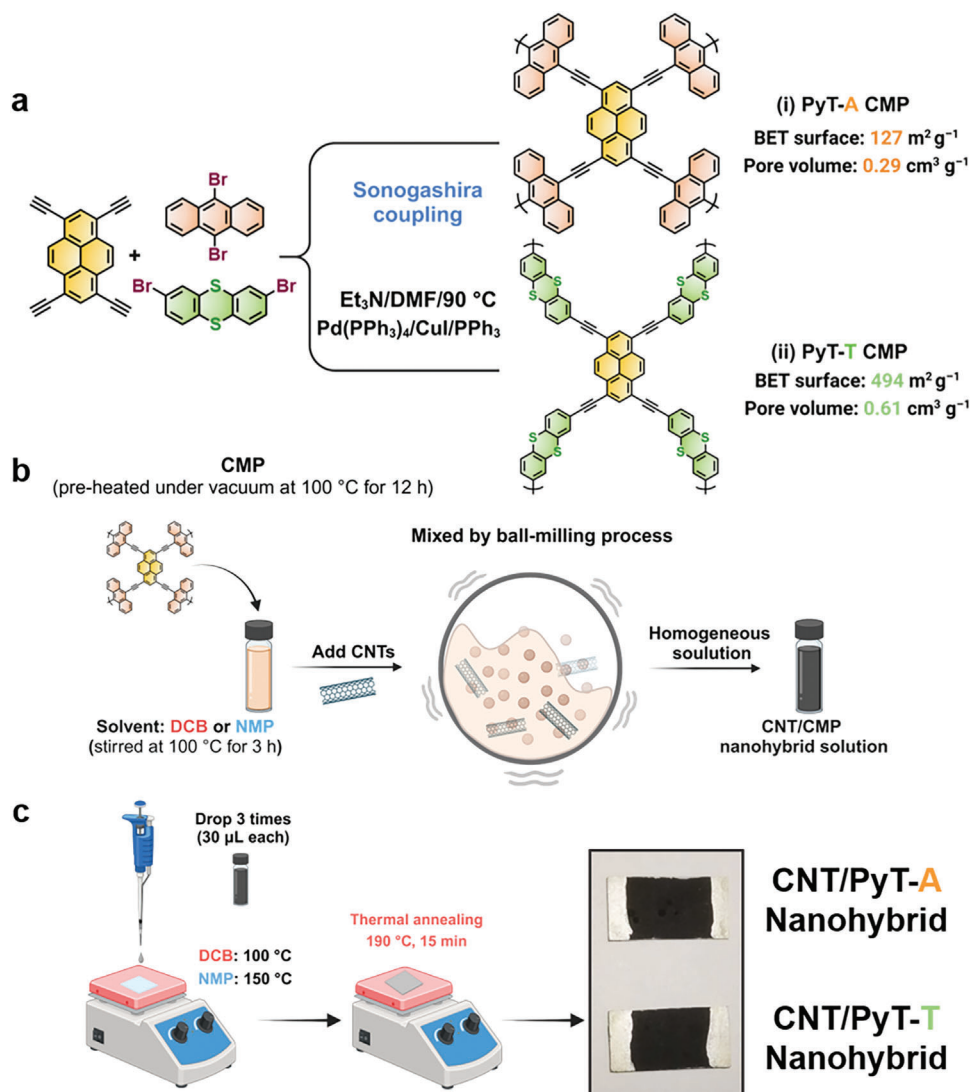 a
Br
Br
+
Br
Br
S
S
Sonogashira
coupling
Et₃N/DMF/90 °C
Pd(PPh₃)₄/CuI/PPh₃
(i) PyT-A CMP
BET surface: 127 m² g⁻¹
Pore volume: 0.29 cm³ g⁻¹
S
S
S
S
S
S
S
S
(ii) PyT-T CMP
BET surface: 494 m² g⁻¹
Pore volume: 0.61 cm³ g⁻¹
b
CMP
(pre-heated under vacuum at 100 °C for 12 h)
Solvent: DCB or NMP
(stirred at 100 °C for 3 h)
Add CNTs
Mixed by ball-milling process
Homogeneous
soulution
CNT/CMP
nanohybrid solution
c
Drop 3 times
(30 µL each)
DCB: 100 °C
NMP: 150 °C
Thermal annealing
190 °C, 15 min
CNT/PyT-A
Nanohybrid
CNT/PyT-T
Nanohybrid